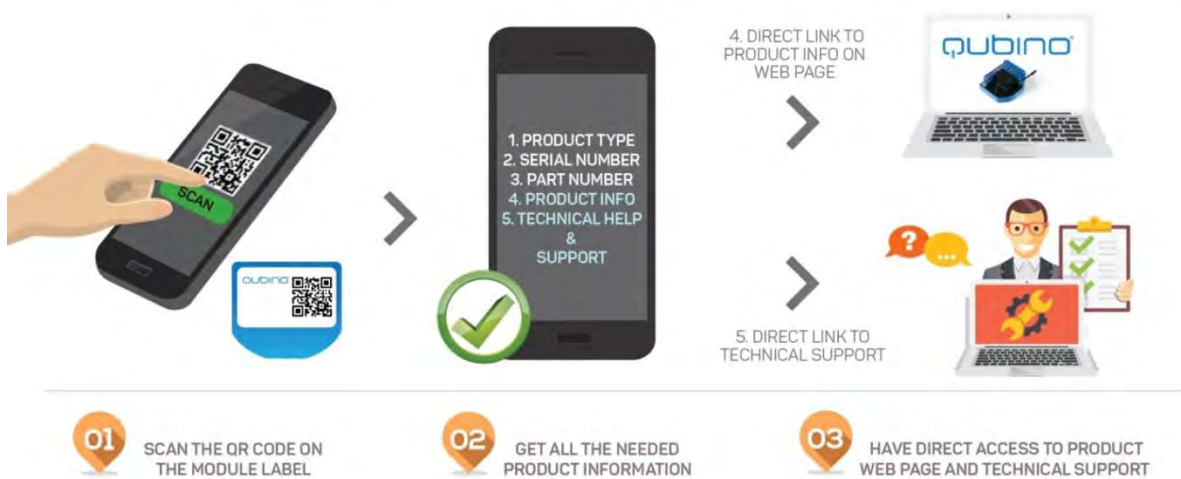 SCAN
QUBINO
1. PRODUCT TYPE
2. SERIAL NUMBER
3. PART NUMBER
4. PRODUCT INFO
5. TECHNICAL HELP
&
SUPPORT
4. DIRECT LINK TO
PRODUCT INFO ON
WEB PAGE
QUBINO
?
...
5. DIRECT LINK TO
TECHNICAL SUPPORT
01
SCAN THE QR CODE ON
THE MODULE LABEL
02
GET ALL THE NEEDED
PRODUCT INFORMATION
03
HAVE DIRECT ACCESS TO PRODUCT
WEB PAGE AND TECHNICAL SUPPORT